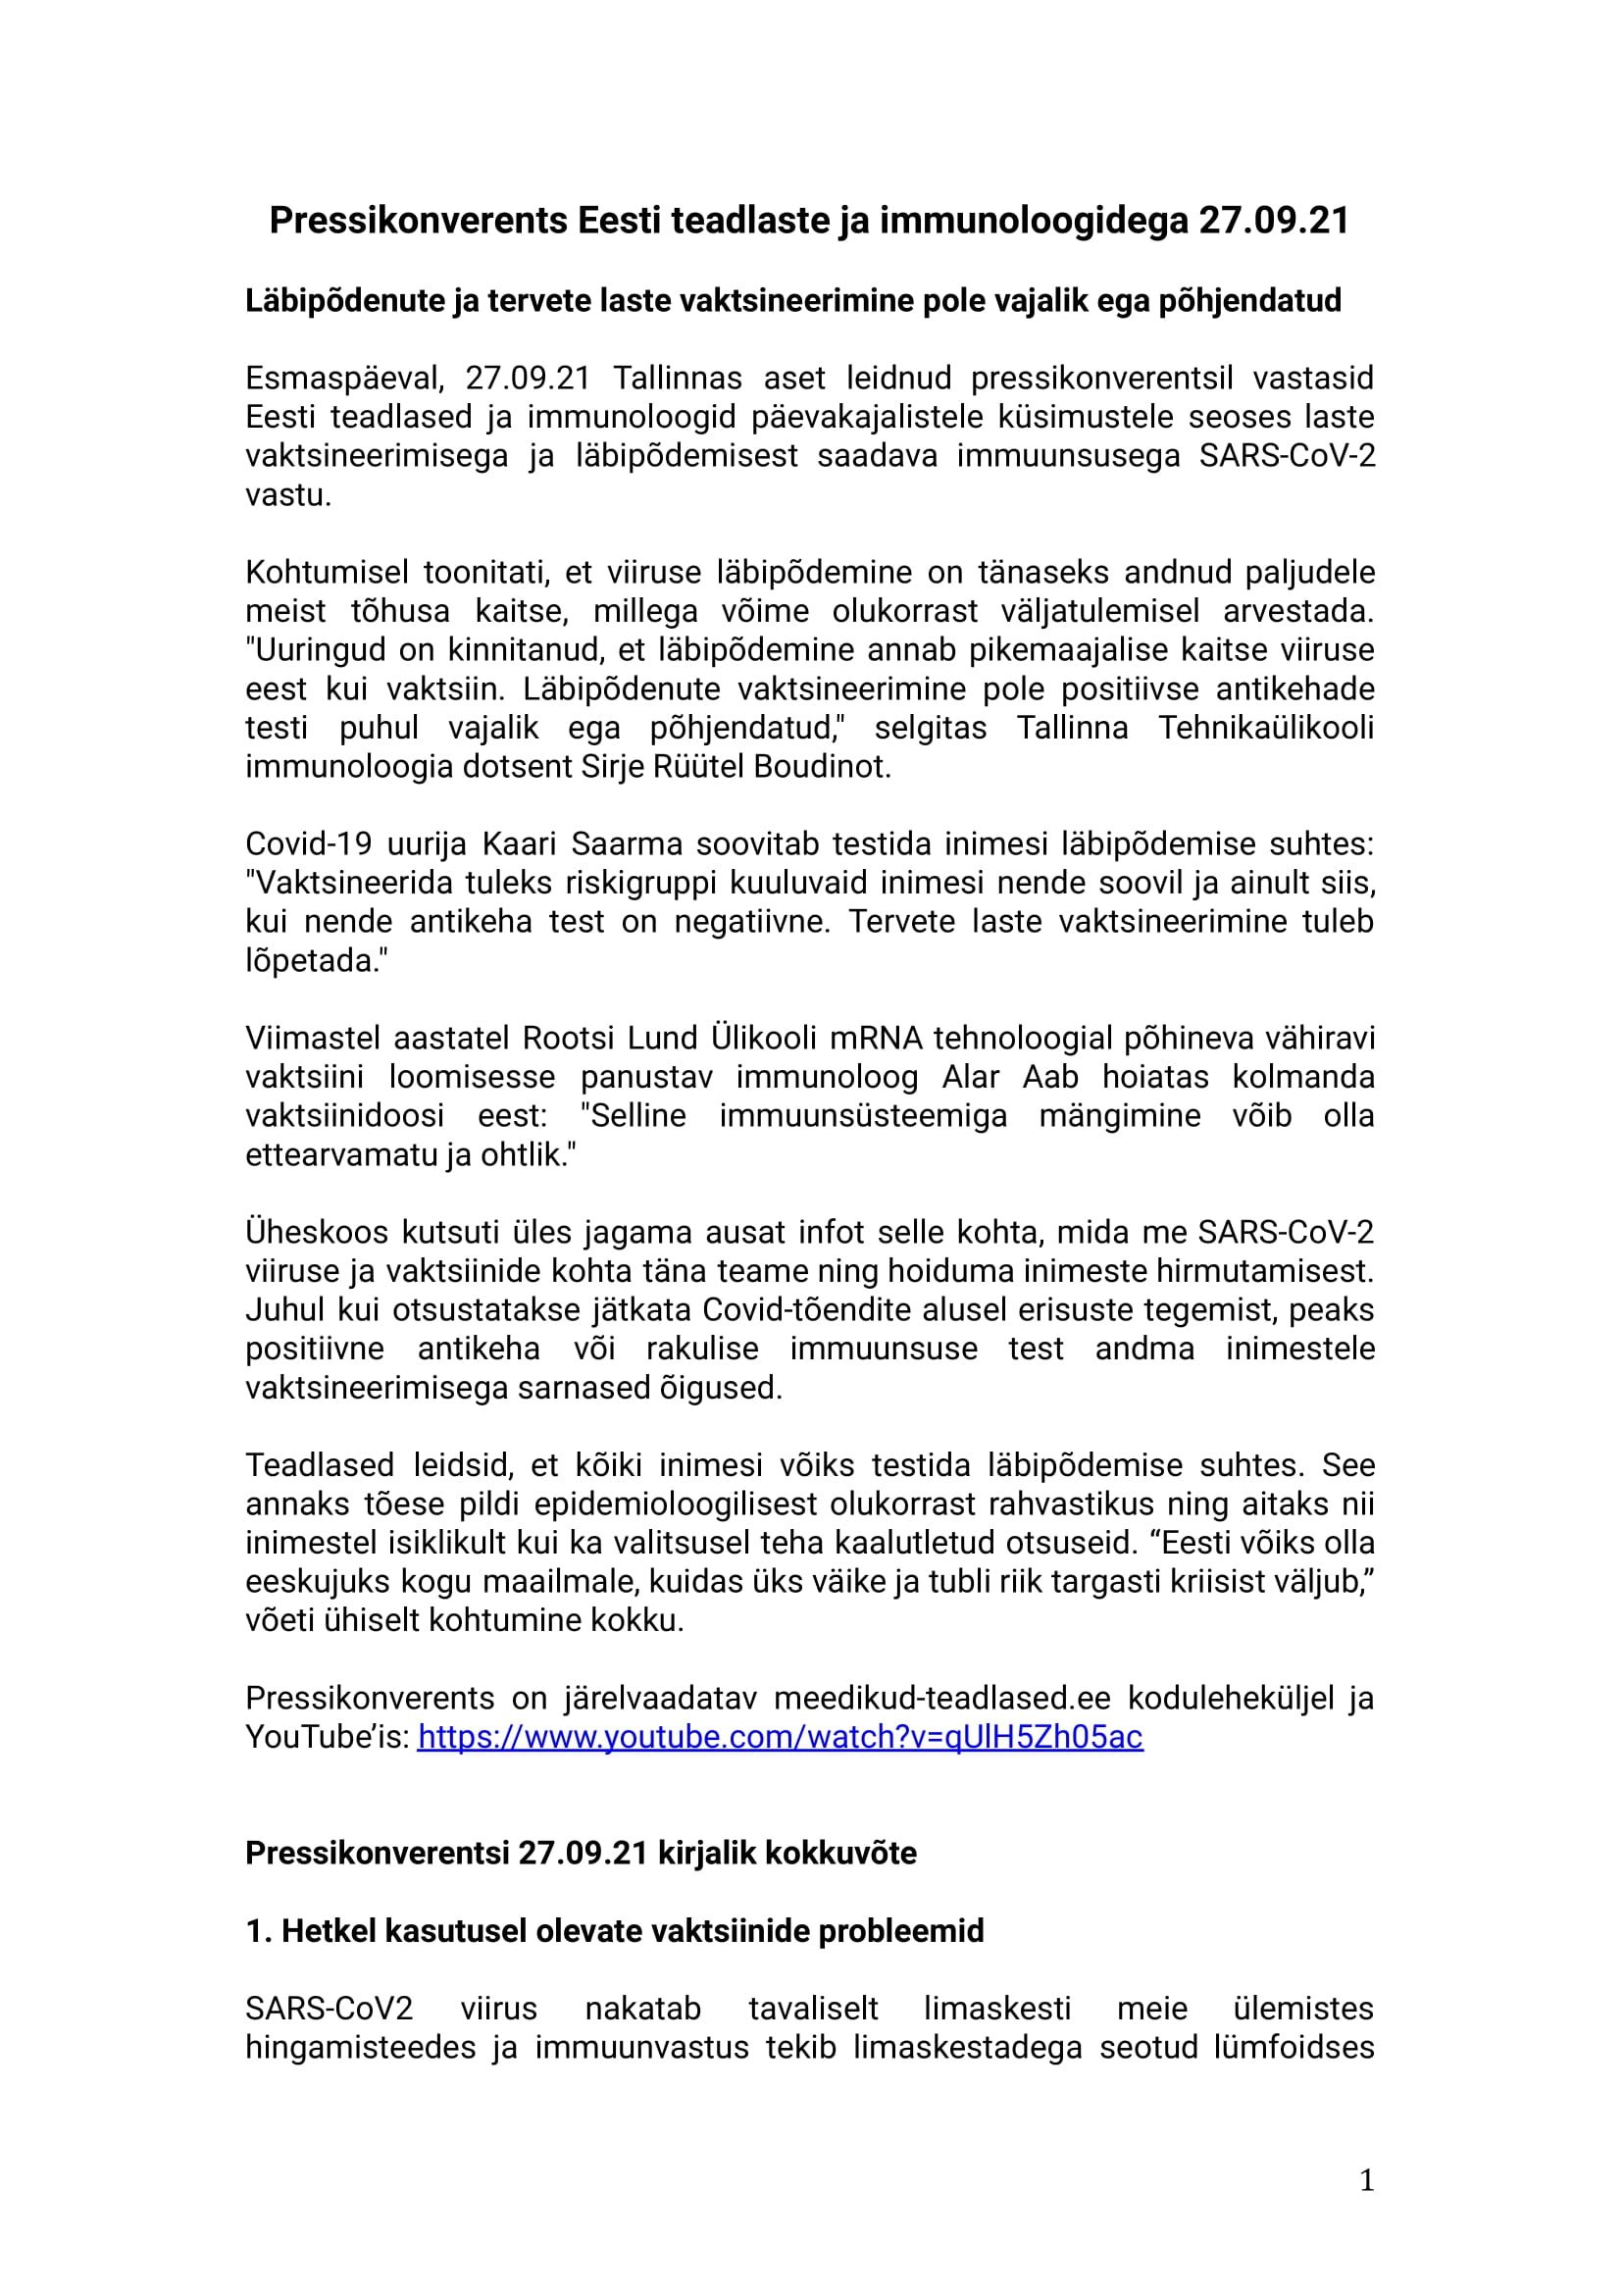 Pressikonverents Eesti teadlaste ja immunoloogidega 27.09.21
Läbipõdenute ja tervete laste vaktsineerimine pole vajalik ega põhjendatud
Esmaspäeval, 27.09.21 Tallinnas aset leidnud pressikonverentsil vastasid
Eesti teadlased ja immunoloogid päevakajalistele küsimustele seoses laste
vaktsineerimisega ja läbipõdemisest saadava immuunsusega SARS-CoV-2
vastu.
Kohtumisel toonitati, et viiruse läbipõdemine on tänaseks andnud paljudele
meist tõhusa kaitse, millega võime olukorrast väljatulemisel arvestada.
"Uuringud on kinnitanud, et läbipõdemine annab pikemaajalise kaitse viiruse
eest kui vaktsiin. Läbipõdenute vaktsineerimine pole positiivse antikehade
testi puhul vajalik ega põhjendatud," selgitas Tallinna Tehnikaülikooli
immunoloogia dotsent Sirje Rüütel Boudinot.
Covid-19 uurija Kaari Saarma soovitab testida inimesi läbipõdemise suhtes:
"Vaktsineerida tuleks riskigruppi kuuluvaid inimesi nende soovil ja ainult siis,
kui nende antikeha test on negatiivne. Tervete laste vaktsineerimine tuleb
lõpetada."
Viimastel aastatel Rootsi Lund Ülikooli mRNA tehnoloogial põhineva vähiravi
vaktsiini loomisesse panustav immunoloog Alar Aab hoiatas kolmanda
vaktsiinidoosi eest: "Selline immuunsüsteemiga mängimine võib olla
ettearvamatu ja ohtlik."
Üheskoos kutsuti üles jagama ausat infot selle kohta, mida me SARS-CoV-2
viiruse ja vaktsiinide kohta täna teame ning hoiduma inimeste hirmutamisest.
Juhul kui otsustatakse jätkata Covid-tõendite alusel erisuste tegemist, peaks
positiivne antikeha või rakulise immuunsuse test andma inimestele
vaktsineerimisega sarnased õigused.
Teadlased leidsid, et kõiki inimesi võiks testida läbipõdemise suhtes. See
annaks tõese pildi epidemioloogilisest olukorrast rahvastikus ning aitaks nii
inimestel isiklikult kui ka valitsusel teha kaalutletud otsuseid. “Eesti võiks olla
eeskujuks kogu maailmale, kuidas üks väike ja tubli riik targasti kriisist väljub,”
võeti ühiselt kohtumine kokku.
Pressikonverents on järelvaadatav meedikud-teadlased.ee koduleheküljel ja
YouTube’is: https://www.youtube.com/watch?v=qUlH5Zh05ac
Pressikonverentsi 27.09.21 kirjalik kokkuvõte
1. Hetkel kasutusel olevate vaktsiinide probleemid
SARS-CoV2 viirus nakatab tavaliselt limaskesti meie ülemistes
hingamisteedes ja immuunvastus tekib limaskestadega seotud lümfoidses
1